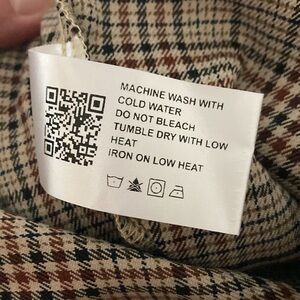 MACHINE WASH WITH
COLD WATER
DO NOT BLEACH
TUMBLE DRY WITH LOW
HEAT
IRON ON LOW HEAT